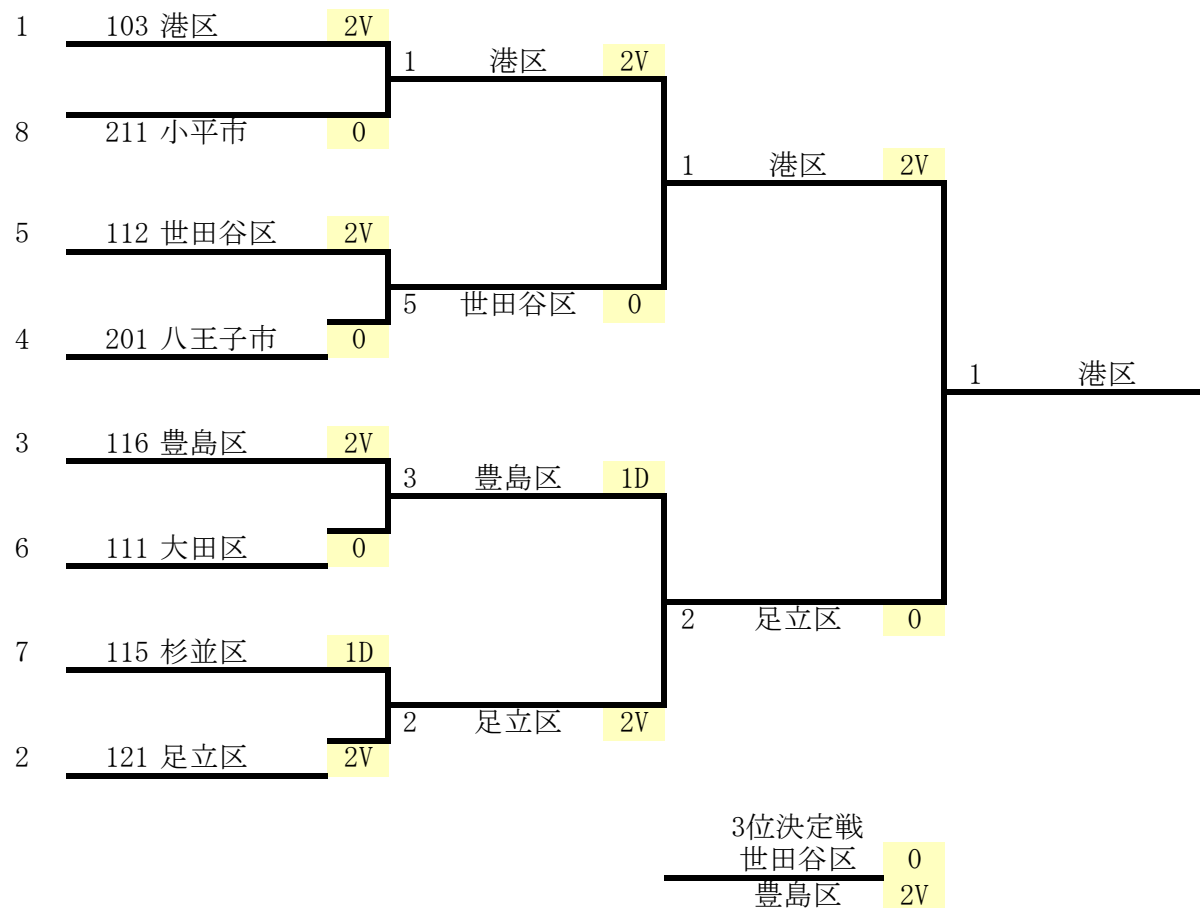 1 103 港区 2V
1 港区 2V
8 211 小平市 0
1 港区 2V
5 112 世田谷区 2V
5 世田谷区 0
4 201 八王子市 0
1 港区
3 116 豊島区 2V
3 豊島区 1D
6 111 大田区 0
2 足立区 0
7 115 杉並区 1D
2 足立区 2V
2 121 足立区 2V
3位決定戦
世田谷区 0
豊島区 2V